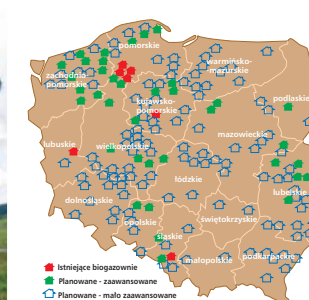 pomorskie
warmińsko-
mazurskie
zachodnio
pomorskie
podlaskie
kujawsko-
pomorskie
mazowieckie
lubuskie
wielkopolskie
łódzkie
lubelskie
dolnośląskie
świętokrzyskie
opolskie
śląskie
małopolskie
podkarpackie
Istniejące biogazownie
Planowane - zaawansowane
Planowane - mało zaawansowane